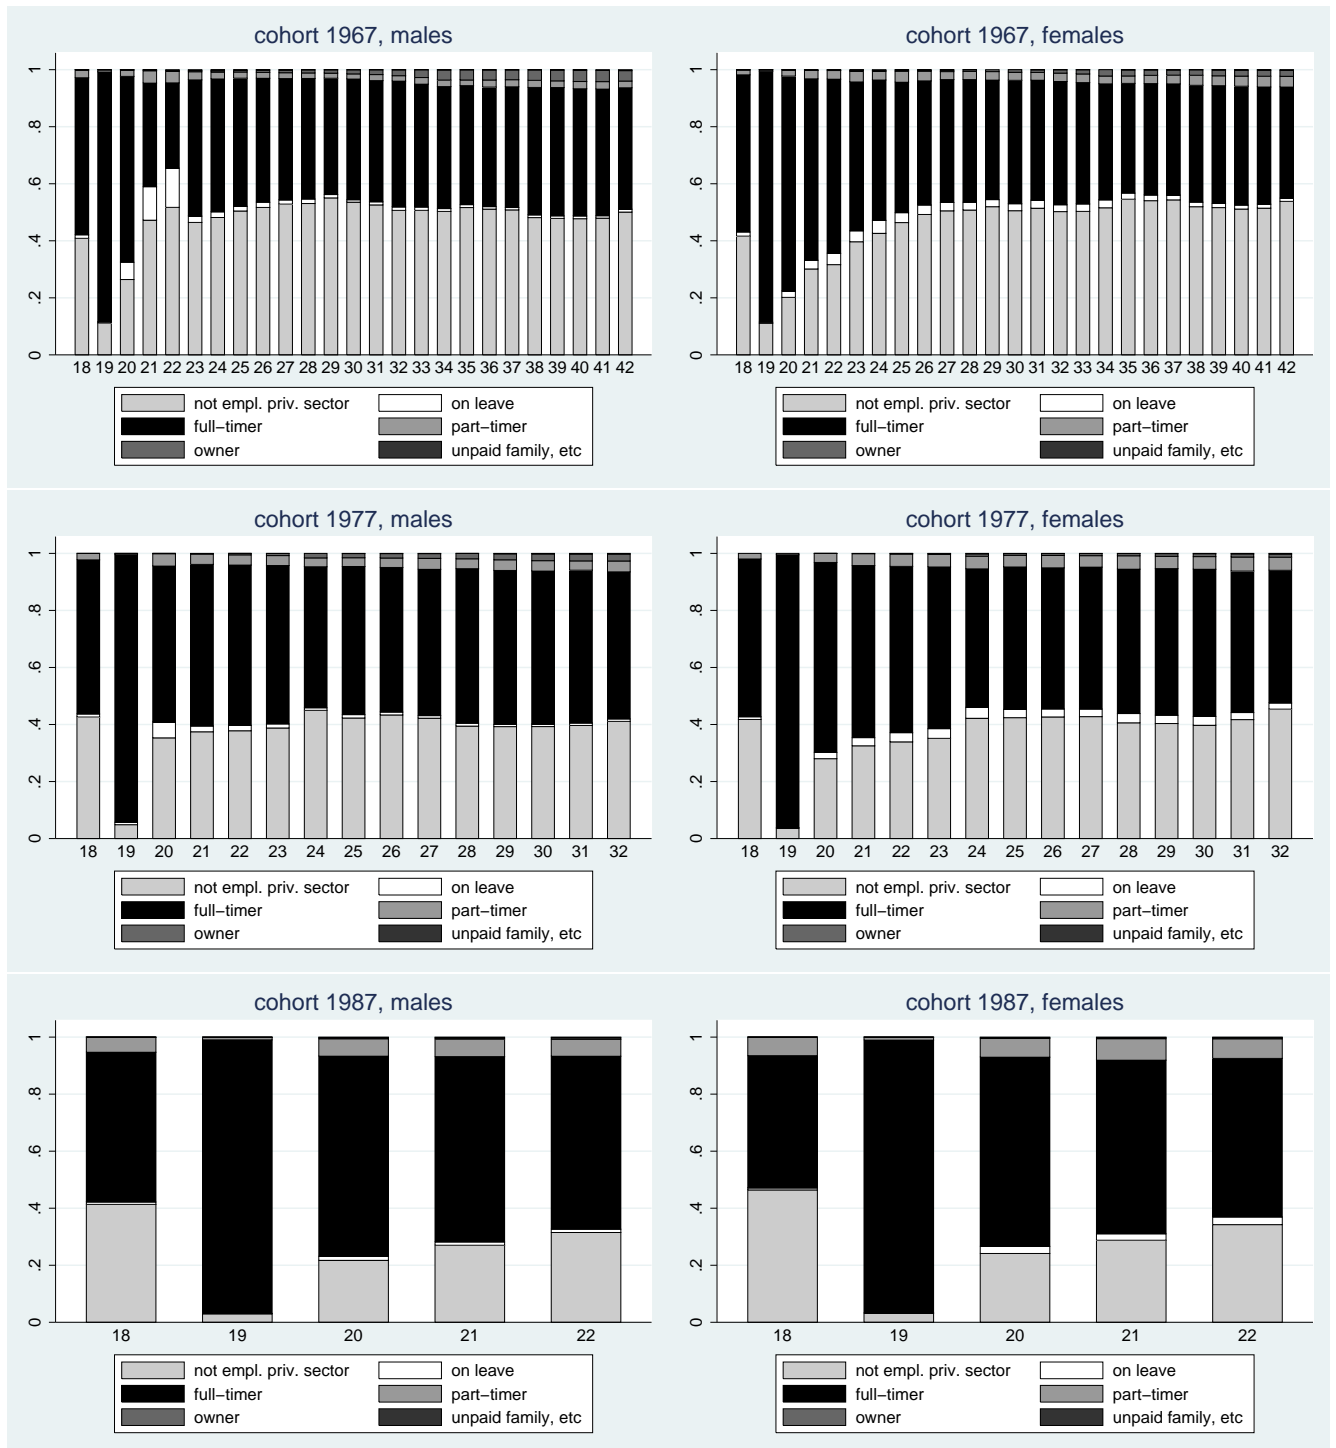 cohort 1967, males
1
.8
.6
.4
.2
0
18 19 20 21 22 23 24 25 26 27 28 29 30 31 32 33 34 35 36 37 38 39 40 41 42
not empl. priv. sector on leave
full−timer part−timer
owner unpaid family, etc
cohort 1967, females
1
.8
.6
.4
.2
0
18 19 20 21 22 23 24 25 26 27 28 29 30 31 32 33 34 35 36 37 38 39 40 41 42
not empl. priv. sector on leave
full−timer part−timer
owner unpaid family, etc
cohort 1977, males
1
.8
.6
.4
.2
0
18 19 20 21 22 23 24 25 26 27 28 29 30 31 32
not empl. priv. sector on leave
full−timer part−timer
owner unpaid family, etc
cohort 1977, females
1
.8
.6
.4
.2
0
18 19 20 21 22 23 24 25 26 27 28 29 30 31 32
not empl. priv. sector on leave
full−timer part−timer
owner unpaid family, etc
cohort 1987, males
1
.8
.6
.4
.2
0
18 19 20 21 22
not empl. priv. sector on leave
full−timer part−timer
owner unpaid family, etc
cohort 1987, females
1
.8
.6
.4
.2
0
18 19 20 21 22
not empl. priv. sector on leave
full−timer part−timer
owner unpaid family, etc